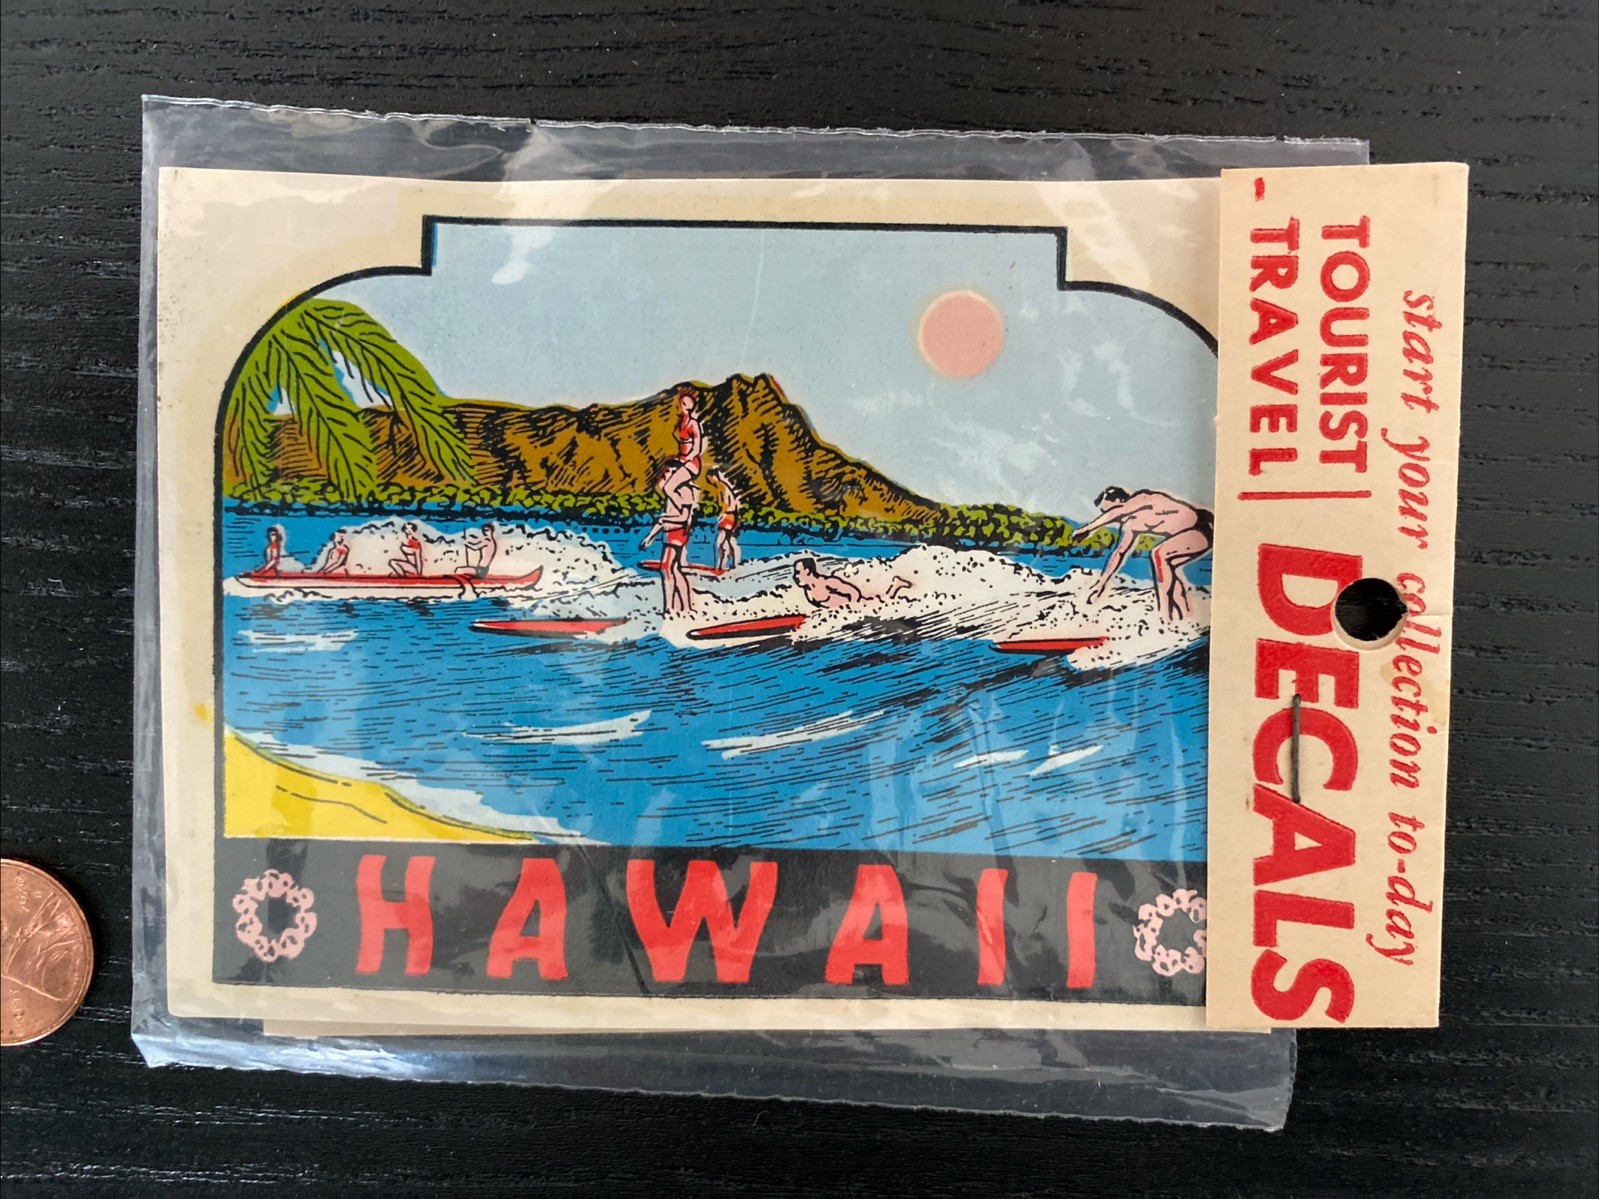 HAWAII
start your collection to-day
TOURIST
- TRAVEL
DECALS